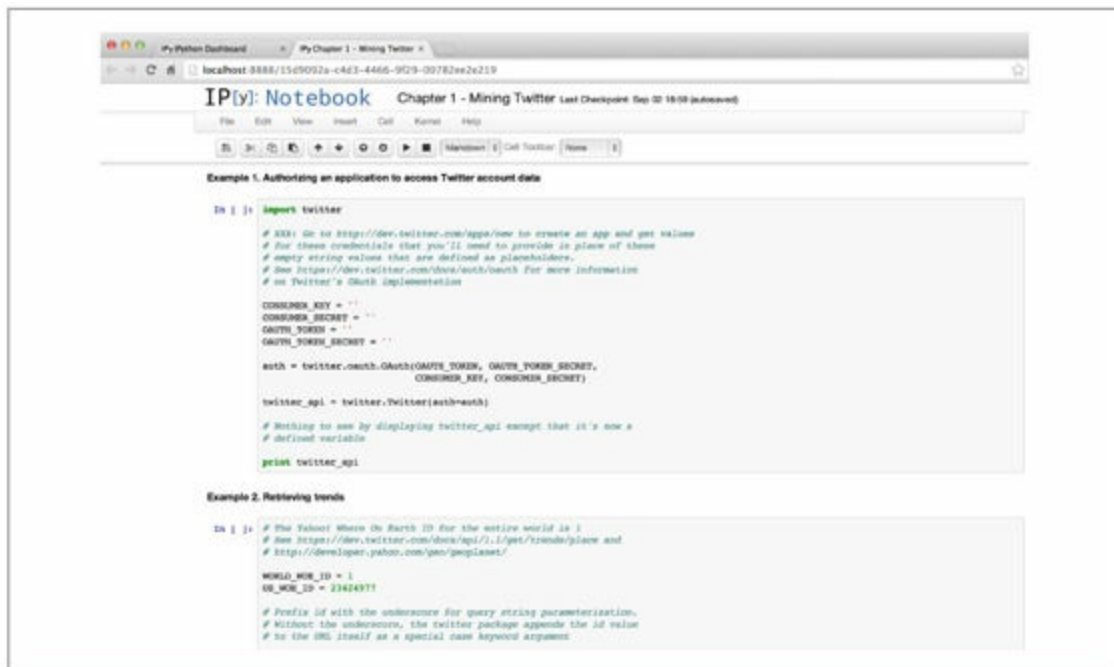 IPy IPython Dashboard
IPy Chapter 1 - Mining Twitter
localhost:8888/15d9092a-c4d3-4466-9f29-00782ee2e219
IP[y]: Notebook Chapter 1 - Mining Twitter Last Checkpoint: Sep 02 18:59 (autosaved)
File Edit View Insert Cell Kernel Help
Markdown Cell Toolbar: None
Example 1. Authorizing an application to access Twitter account data
In [ ]: import twitter
# XXX: Go to http://dev.twitter.com/apps/new to create an app and get values
# for these credentials that you'll need to provide in place of these
# empty string values that are defined as placeholders.
# See https://dev.twitter.com/docs/auth/oauth for more information
# on Twitter's OAuth implementation
CONSUMER_KEY = ''
CONSUMER_SECRET = ''
OAUTH_TOKEN = ''
OAUTH_TOKEN_SECRET = ''
auth = twitter.oauth.OAuth(OAUTH_TOKEN, OAUTH_TOKEN_SECRET,
CONSUMER_KEY, CONSUMER_SECRET)
twitter_api = twitter.Twitter(auth=auth)
# Nothing to see by displaying twitter_api except that it's now a
# defined variable
print twitter_api
Example 2. Retrieving trends
In [ ]: # The Yahoo! Where On Earth ID for the entire world is 1
# See https://dev.twitter.com/docs/api/1.1/get/trends/place and
# http://developer.yahoo.com/geo/geoplanet/
WORLD_WOE_ID = 1
US_WOE_ID = 23424977
# Prefix id with the underscore for query string parameterization.
# Without the underscore, the twitter package appends the id value
# to the URL itself as a special case keyword argument